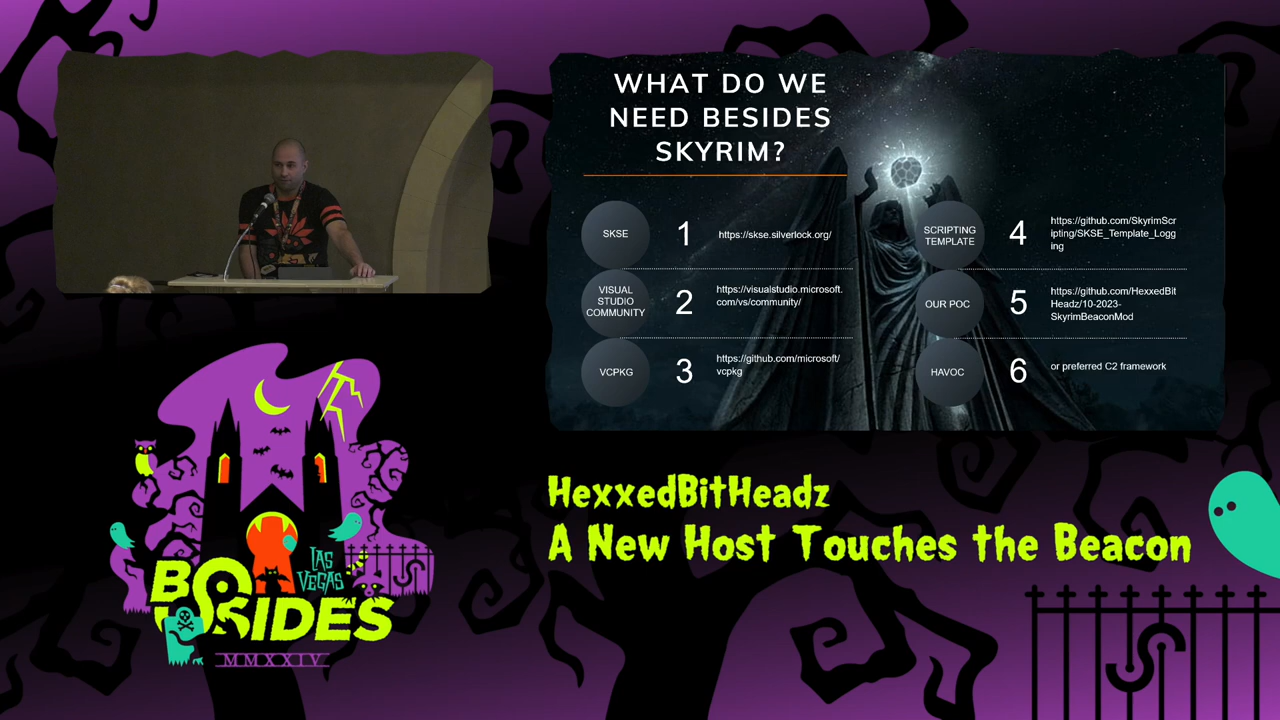 WHAT DO WE
NEED BESIDES
SKYRIM?
SKSE
1
https://skse.silverlock.org/
VISUAL
STUDIO
COMMUNITY
2
https://visualstudio.microsoft.
com/vs/community/
VCPKG
3
https://github.com/microsoft/
vcpkg
SCRIPTING
TEMPLATE
4
https://github.com/SkyrimScr
ipting/SKSE_Template_Logg
ing
OUR POC
5
https://github.com/HexxedBit
Headz/10-2023-
SkyrimBeaconMod
HAVOC
6
or preferred C2 framework
LAS
VEGAS
BSIDES
MMXXIV
HexxedBitHeadz
A New Host Touches the Beacon